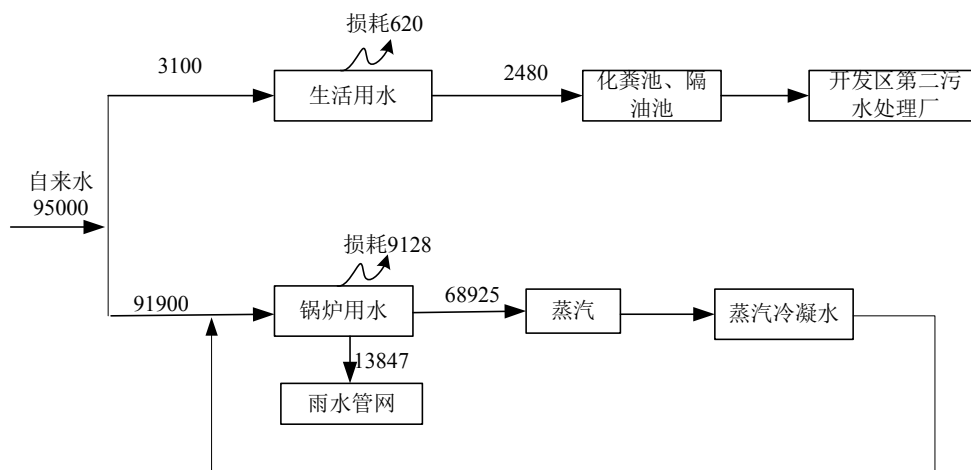 损耗620
3100
生活用水
2480
化粪池、隔
油池
开发区第二污
水处理厂
自来水
95000
损耗9128
91900
锅炉用水
68925
蒸汽
蒸汽冷凝水
13847
雨水管网